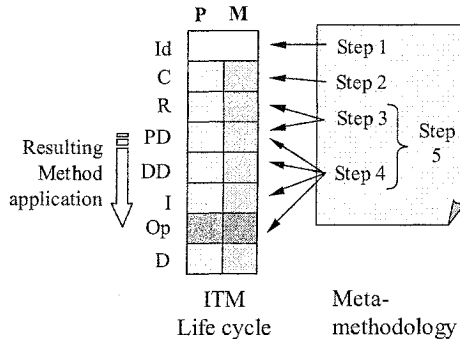 P M
Id
C
R
PD
DD
I
Op
D
Resulting
Method
application
Step 1
Step 2
Step 3
Step 4
Step
5
ITM
Life cycle
Meta-
methodology